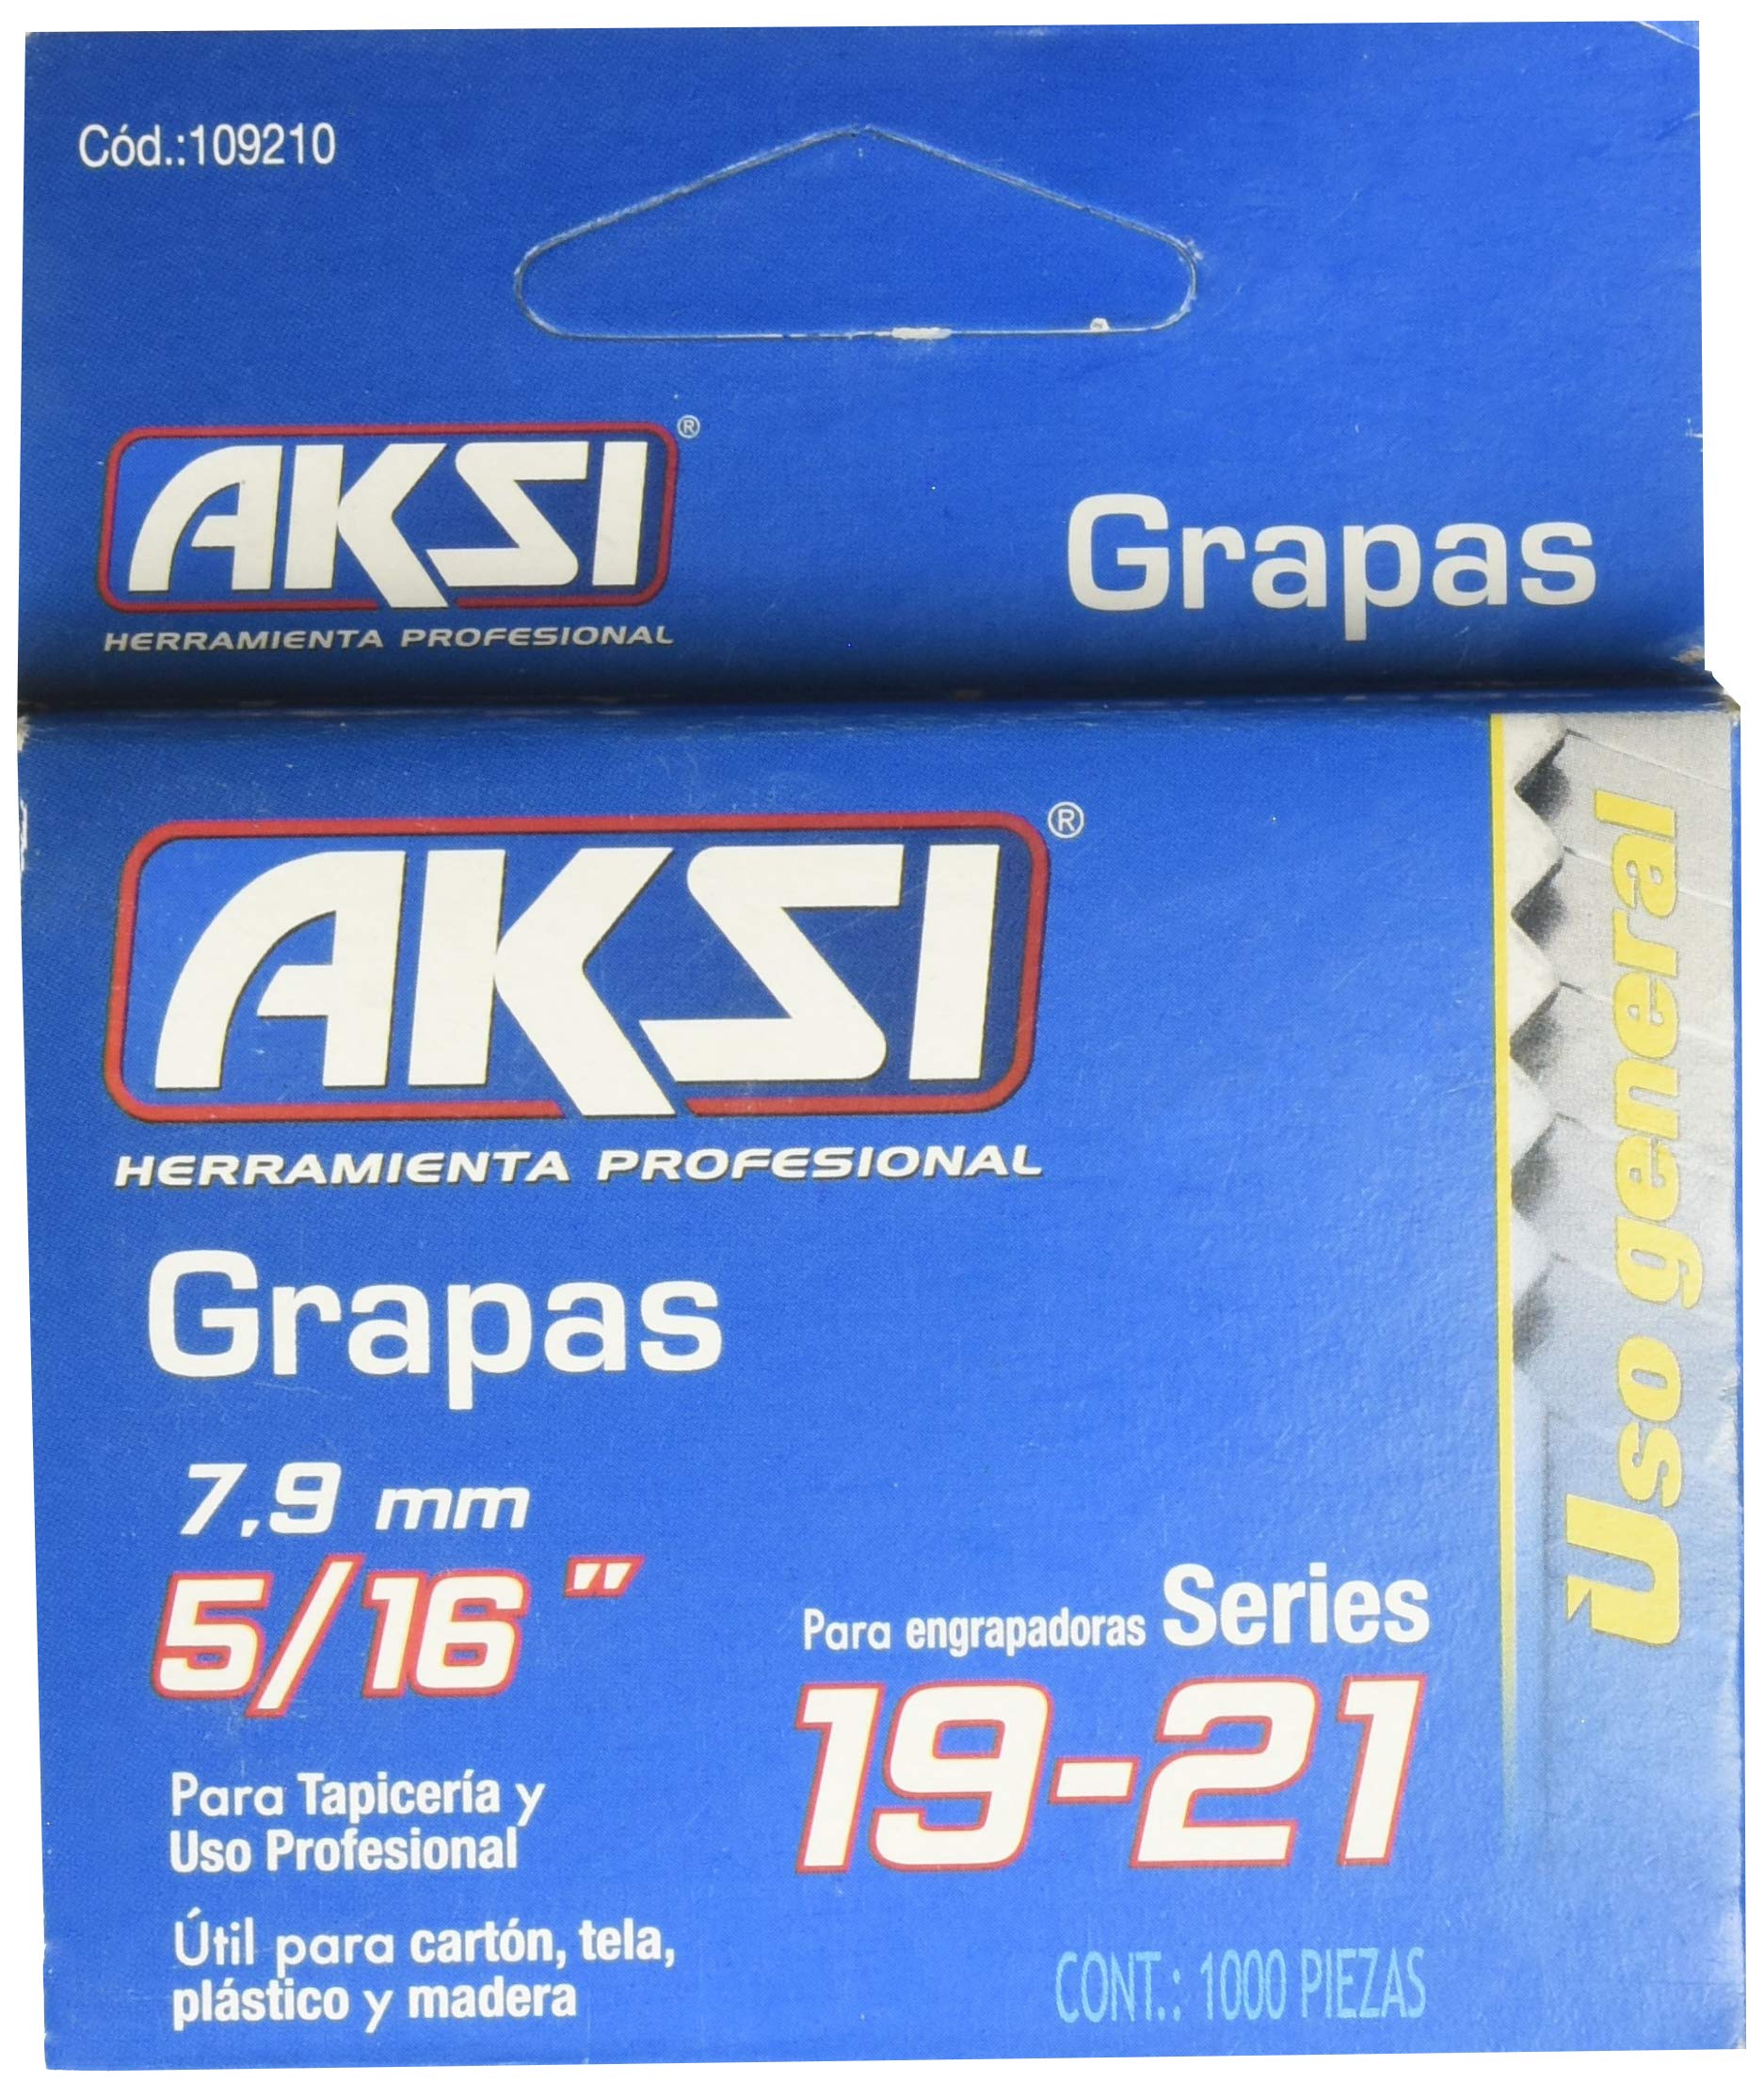 Cód.:109210
AKSI®
HERRAMIENTA PROFESIONAL
Grapas
AKSI®
HERRAMIENTA PROFESIONAL
Grapas
7,9 mm
5/16"
Para engrapadoras Series
19-21
Para Tapicería y
Uso Profesional
Útil para cartón, tela,
plástico y madera
CONT.: 1000 PIEZAS
Uso general